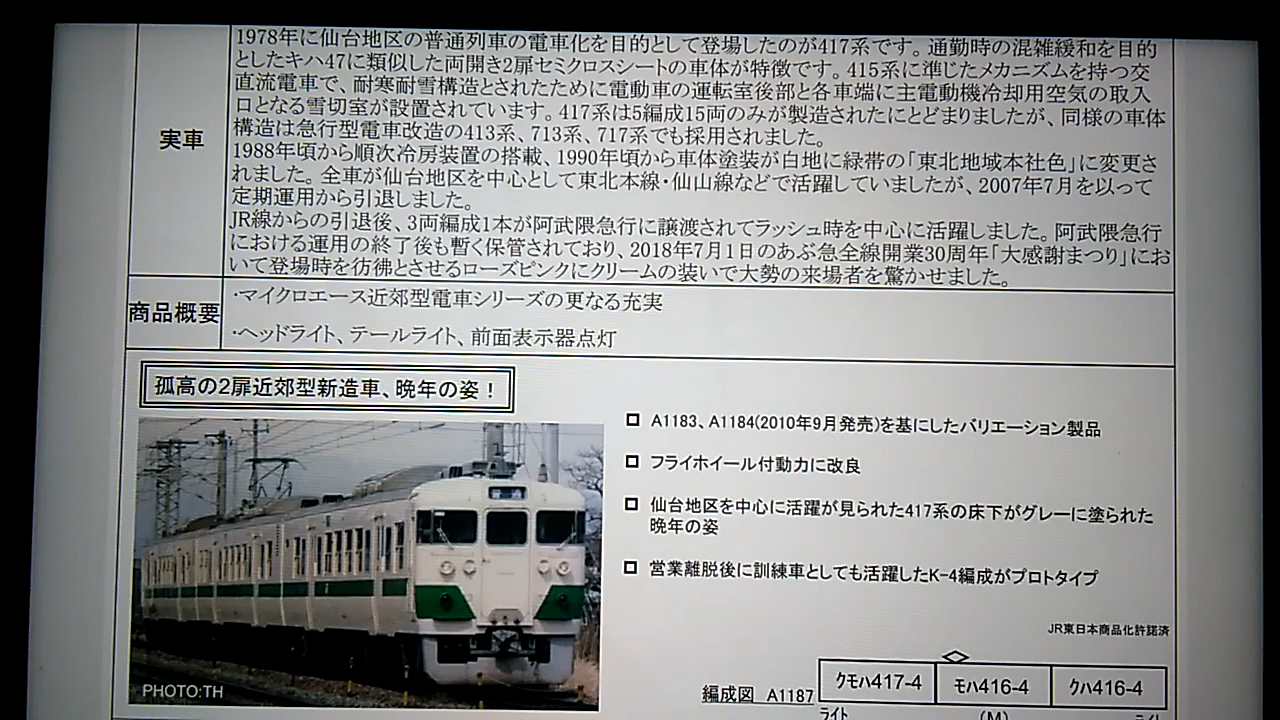 1978年に仙台地区の普通列車の電車化を目的として登場したのが417系です。通勤時の混雑緩和を目的
としたキハ47に類似した両開き2扉セミクロスシートの車体が特徴です。415系に準じたメカニズムを持つ交
直流電車で、耐寒耐雪構造とされたために電動車の運転室後部と各車端に主電動機冷却用空気の取入
口となる雪切室が設置されています。417系は5編成15両のみが製造されたにとどまりましたが、同様の車体
構造は急行型電車改造の413系、713系、717系でも採用されました。
実車
1988年頃から順次冷房装置の搭載、1990年頃から車体塗装が白地に緑帯の「東北地域本社色」に変更さ
れました。全車が仙台地区を中心として東北本線・仙山線などで活躍していましたが、2007年7月を以って
定期運用から引退しました。
JR線からの引退後、3両編成1本が阿武隈急行に譲渡されてラッシュ時を中心に活躍しました。阿武隈急行
における運用の終了後も暫く保管されており、2018年7月1日のあぶ急全線開業30周年「大感謝まつり」にお
いて登場時を彷彿とさせるローズピンクにクリームの装いで大勢の来場者を驚かせました。
商品概要
・マイクロエース近郊型電車シリーズの更なる充実
・ヘッドライト、テールライト、前面表示器点灯
孤高の2扉近郊型新造車、晩年の姿！
A1183、A1184(2010年9月発売)を基にしたバリエーション製品
フライホイール付動力に改良
仙台地区を中心に活躍が見られた417系の床下がグレーに塗られた
晩年の姿
営業離脱後に訓練車としても活躍したK-4編成がプロトタイプ
普通
PHOTO:TH
JR東日本商品化許諾済
編成図 A1187 クモハ417-4 モハ416-4 クハ416-4
ライト (M) ライト